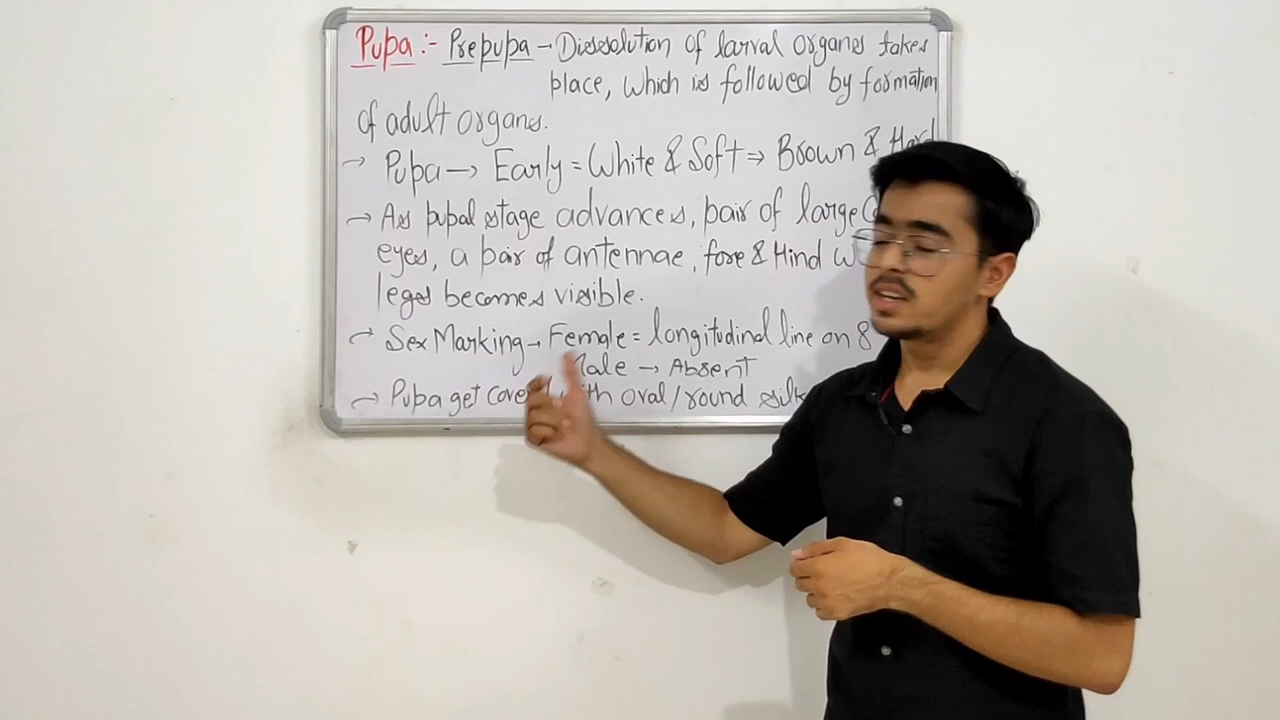 Pupa :- Prepupa - Dissolution of larval organs takes
place, which is followed by formation
of adult organs.
→ Pupa → Early = White & Soft ⇒ Brown & Hard
→ As pupal stage advances, pair of large
eyes, a pair of antennae, fore & Hind
legs becomes visible.
→ Sex Marking → Female = longitudinal line on 8
Male → Absent
→ Pupa get with oval/round silk